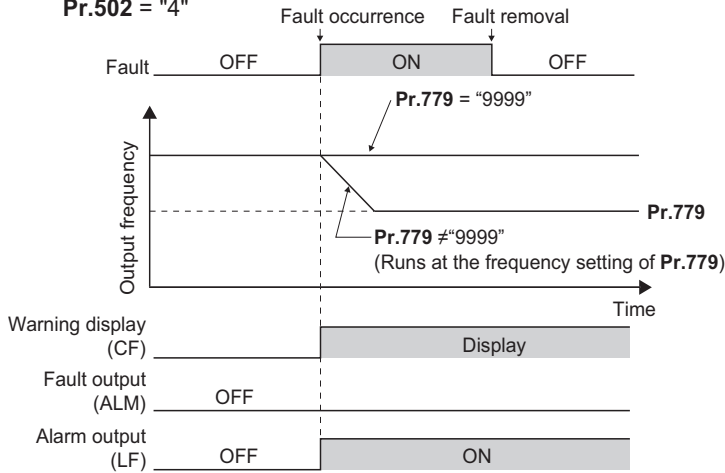 Pr.502 = "4"
Fault occurrence
Fault removal
Fault
OFF
ON
OFF
Pr.779 = “9999”
Output frequency
Pr.779
Pr.779 ≠“9999”
(Runs at the frequency setting of Pr.779)
Time
Warning display
(CF)
Display
Fault output
(ALM)
OFF
Alarm output
(LF)
OFF
ON